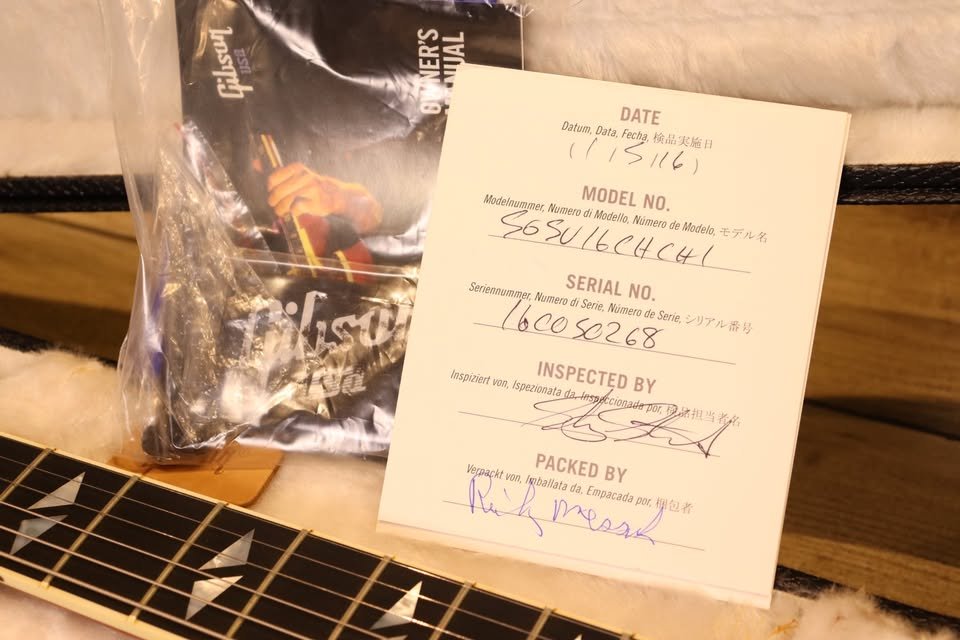 Gibson
USA
OWNER'S
MANUAL
Gibson
USA
DATE
Datum, Data, Fecha, 検品実施日
(1/5/16)
MODEL NO.
Modelnummer, Numero di Modello, Número de Modelo, モデル名
SGSU16CHCH1
SERIAL NO.
Seriennummer, Numero di Serie, Número de Serie, シリアル番号
160050268
INSPECTED BY
Inspiziert von, Ispezionata da, Inspeccionada por, 検品担当者名
PACKED BY
Verpackt von, Imballata da, Empacada por, 梱包者